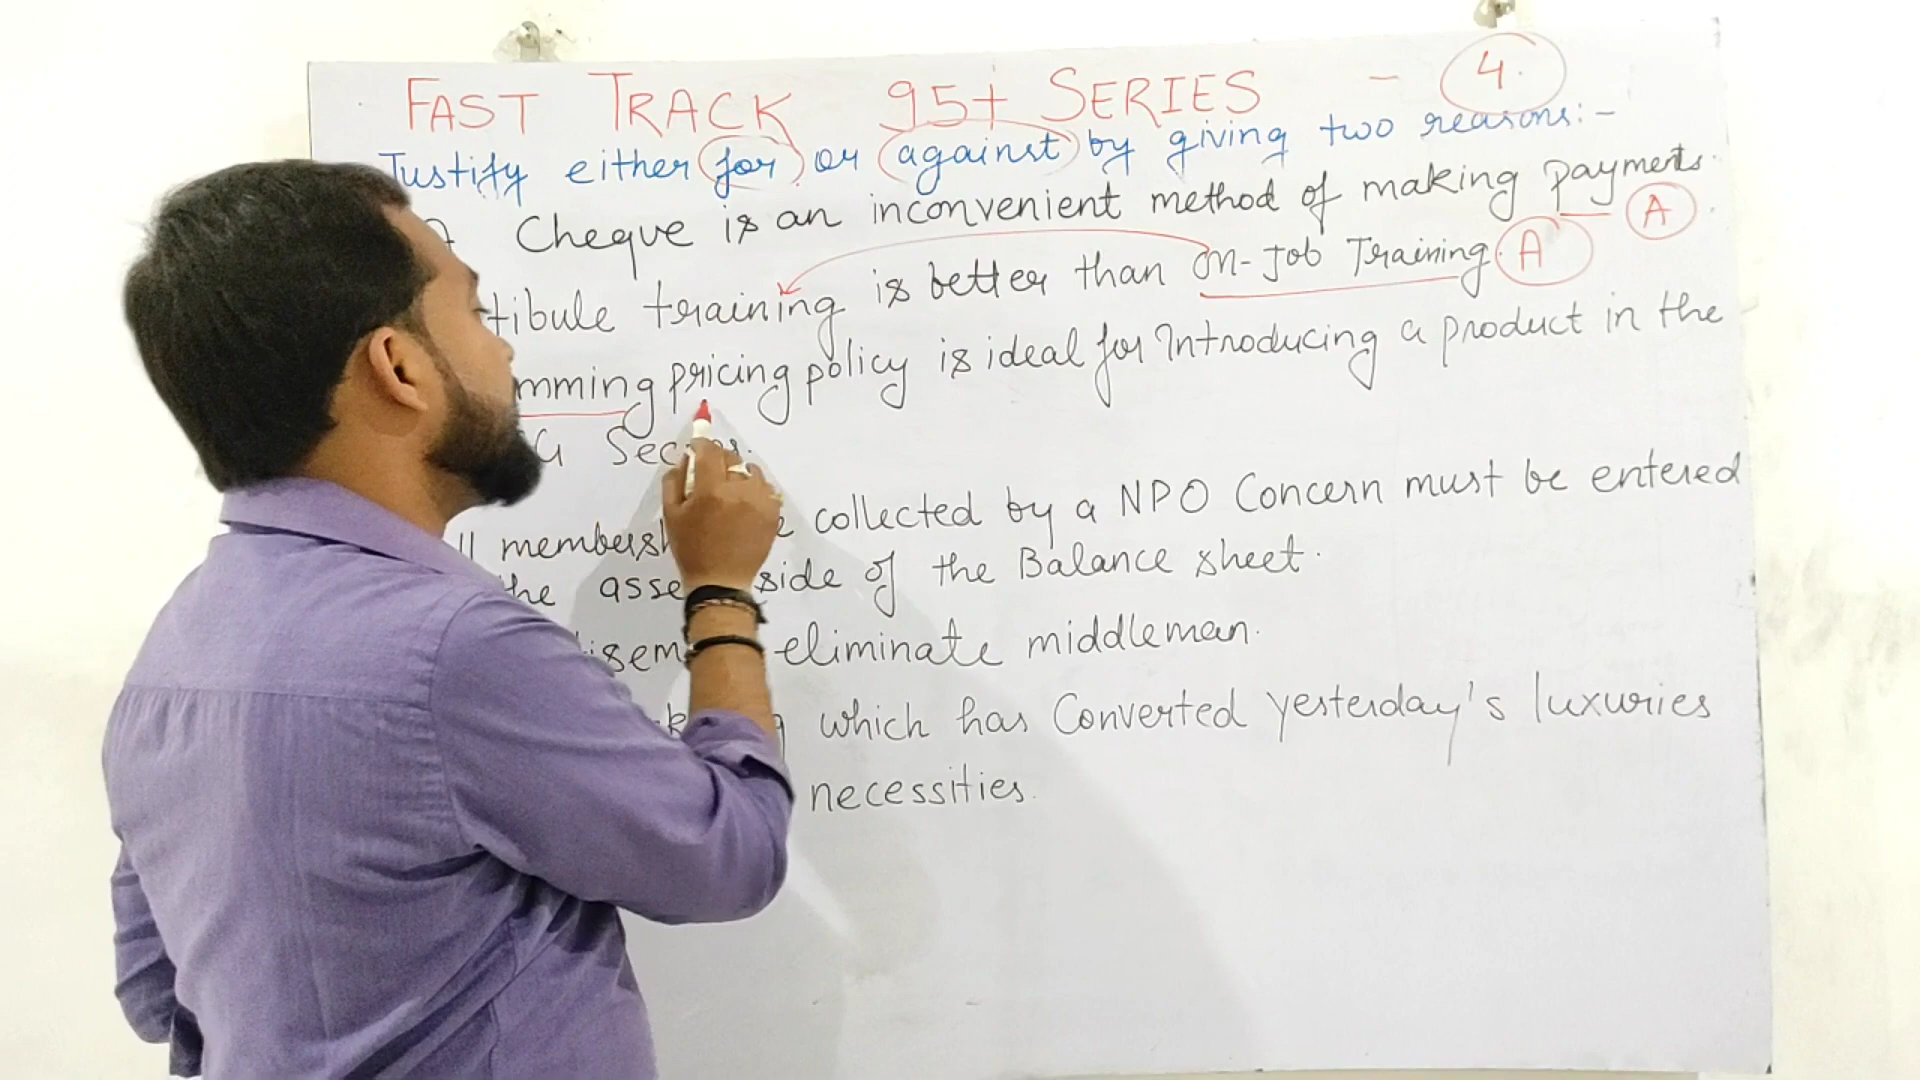 FAST TRACK 95+ SERIES - 4.
Justify either for or against by giving two reasons:-
Cheque is an inconvenient method of making payments. A
tibule training is better than on-Job Training. A
mming pricing policy is ideal for Introducing a product in the
G Sec
ll membersh collected by a NPO Concern must be entered
he asse side of the Balance sheet.
isem eliminate middleman.
which has Converted yesterday's luxuries
necessities.